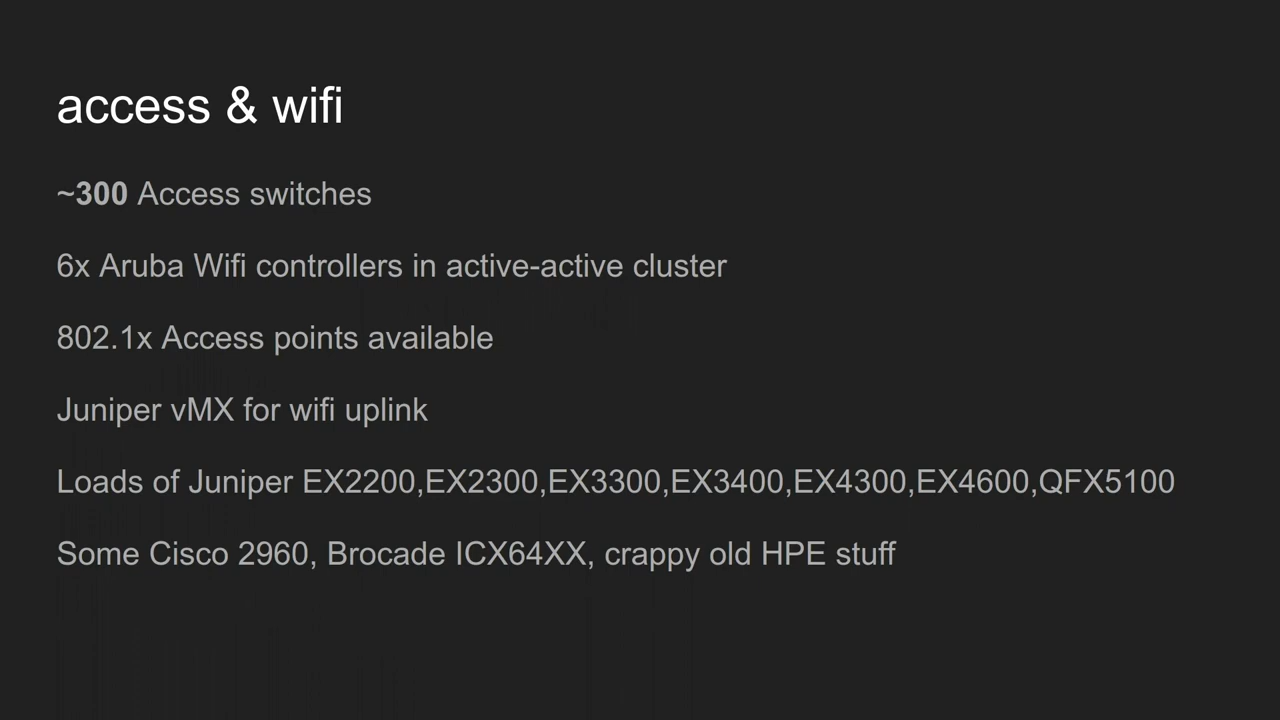 access & wifi
~300 Access switches
6x Aruba Wifi controllers in active-active cluster
802.1x Access points available
Juniper vMX for wifi uplink
Loads of Juniper EX2200,EX2300,EX3300,EX3400,EX4300,EX4600,QFX5100
Some Cisco 2960, Brocade ICX64XX, crappy old HPE stuff